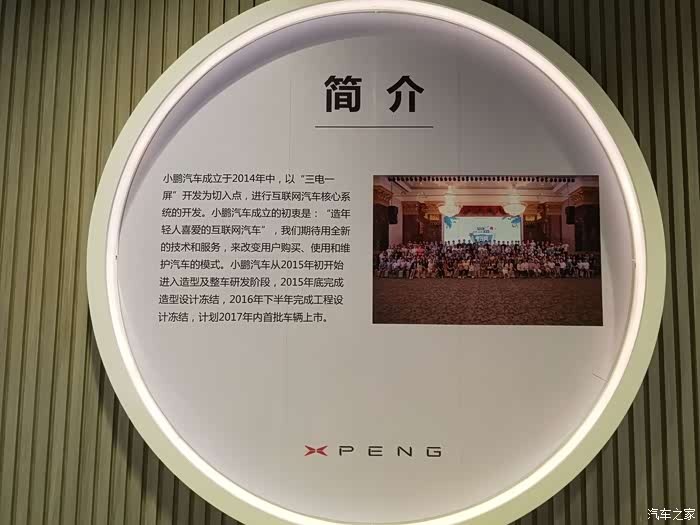 简 介
小鹏汽车成立于2014年中，以“三电一
屏”开发为切入点，进行互联网汽车核心系
统的开发。小鹏汽车成立的初衷是：“造年
轻人喜爱的互联网汽车”，我们期待用全新
的技术和服务，来改变用户购买、使用和维
护汽车的模式。小鹏汽车从2015年初开始
进入造型及整车研发阶段，2015年底完成
造型设计冻结，2016年下半年完成工程设
计冻结，计划2017年内首批车辆上市。
XPENG
汽车之家